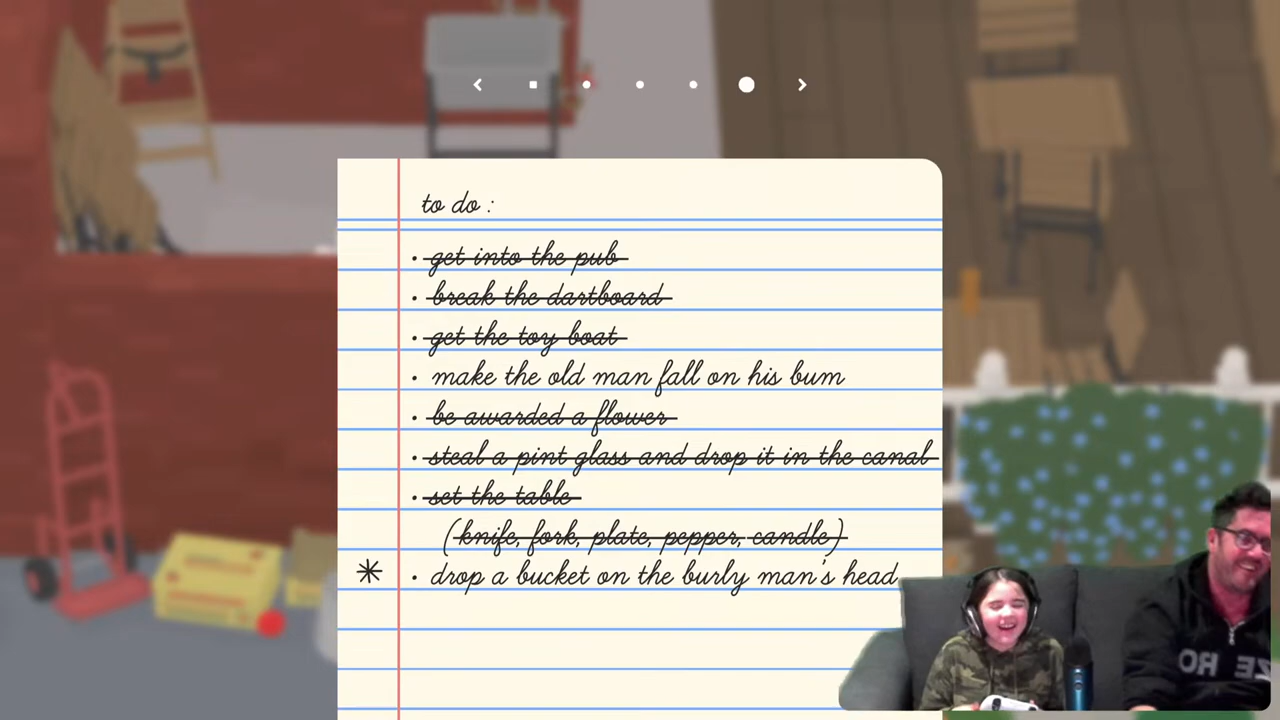 to do :
• get into the pub
• break the dartboard
• get the toy boat
• make the old man fall on his bum
• be awarded a flower
• steal a pint glass and drop it in the canal
• set the table
(knife, fork, plate, pepper, candle)
* • drop a bucket on the burly man's head